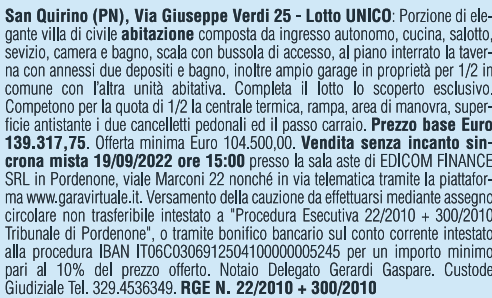 San Quirino (PN), Via Giuseppe Verdi 25 - Lotto UNICO: Porzione di ele-
gante villa di civile abitazione composta da ingresso autonomo, cucina, salotto,
sevizio, camera e bagno, scala con bussola di accesso, al piano interrato la taver-
na con annessi due depositi e bagno, inoltre ampio garage in proprietà per 1/2 in
comune con l'altra unità abitativa. Completa il lotto lo scoperto esclusivo.
Competono per la quota di 1/2 la centrale termica, rampa, area di manovra, super-
ficie antistante i due cancelletti pedonali ed il passo carraio. Prezzo base Euro
139.317,75. Offerta minima Euro 104.500,00. Vendita senza incanto sin-
crona mista 19/09/2022 ore 15:00 presso la sala aste di EDICOM FINANCE
SRL in Pordenone, viale Marconi 22 nonché in via telematica tramite la piattafor-
ma www.garavirtuale.it. Versamento della cauzione da effettuarsi mediante assegno
circolare non trasferibile intestato a "Procedura Esecutiva 22/2010 + 300/2010
Tribunale di Pordenone", o tramite bonifico bancario sul conto corrente intestato
alla procedura IBAN IT06C0306912504100000005245 per un importo minimo
pari al 10% del prezzo offerto. Notaio Delegato Gerardi Gaspare. Custode
Giudiziale Tel. 329.4536349. RGE N. 22/2010 + 300/2010